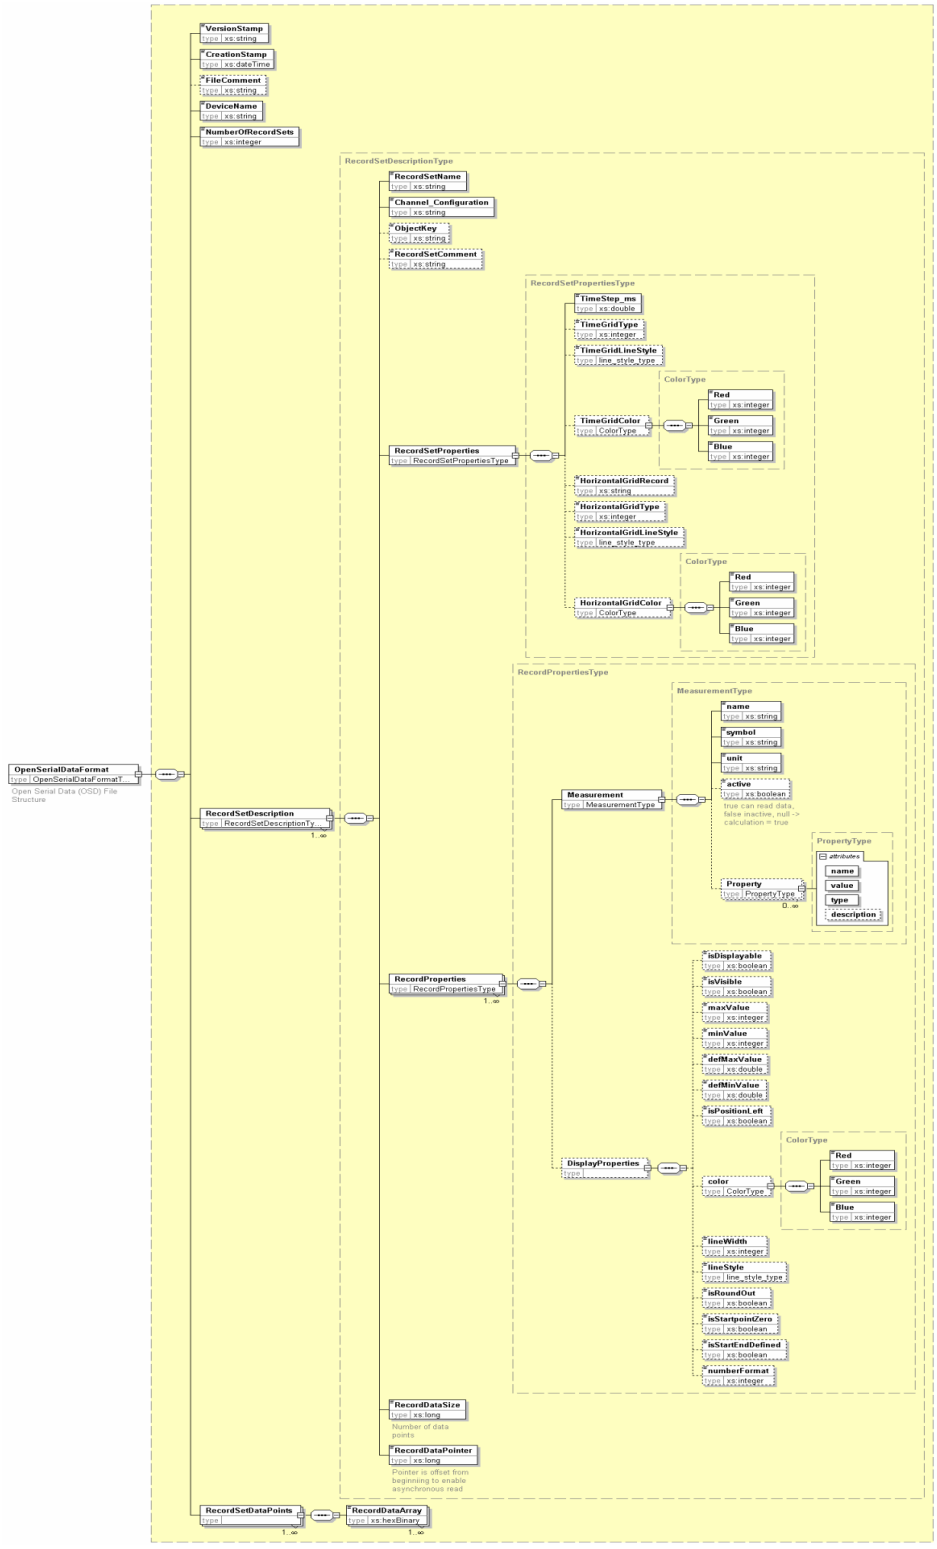 VersionStamp
type xs:string
CreationStamp
type xs:dateTime
FileComment
type xs:string
DeviceName
type xs:string
NumberOfRecordSets
type xs:integer
RecordSetDescriptionType
RecordSetName
type xs:string
Channel_Configuration
type xs:string
ObjectKey
type xs:string
RecordSetComment
type xs:string
RecordSetPropertiesType
TimeStep_ms
type xs:double
TimeGridType
type xs:integer
TimeGridLineStyle
type line_style_type
ColorType
Red
type xs:integer
TimeGridColor
type ColorType
Green
type xs:integer
Blue
type xs:integer
RecordSetProperties
type RecordSetPropertiesType
HorizontalGridRecord
type xs:string
HorizontalGridType
type xs:integer
HorizontalGridLineStyle
type line_style_type
ColorType
Red
type xs:integer
HorizontalGridColor
type ColorType
Green
type xs:integer
Blue
type xs:integer
RecordPropertiesType
MeasurementType
name
type xs:string
symbol
type xs:string
unit
type xs:string
OpenSerialDataFormat
type OpenSerialDataFormatT...
Open Serial Data (OSD) File
Structure
active
type xs:boolean
true can read data,
false inactive, null ->
calculation = true
Measurement
type MeasurementType
RecordSetDescription
type RecordSetDescriptionTy...
1..∞
PropertyType
attributes
name
value
type
description
Property
type PropertyType
0..∞
isDisplayable
type xs:boolean
RecordProperties
type RecordPropertiesType
1..∞
isVisible
type xs:boolean
maxValue
type xs:integer
minValue
type xs:integer
defMaxValue
type xs:double
defMinValue
type xs:double
isPositionLeft
type xs:boolean
ColorType
Red
type xs:integer
DisplayProperties
type
color
type ColorType
Green
type xs:integer
Blue
type xs:integer
lineWidth
type xs:integer
lineStyle
type line_style_type
isRoundOut
type xs:boolean
isStartpointZero
type xs:boolean
isStartEndDefined
type xs:boolean
numberFormat
type xs:integer
RecordDataSize
type xs:long
Number of data
points
RecordDataPointer
type xs:long
Pointer is offset from
beginniing to enable
asynchronous read
RecordSetDataPoints
type
1..∞
RecordDataArray
type xs:hexBinary
1..∞